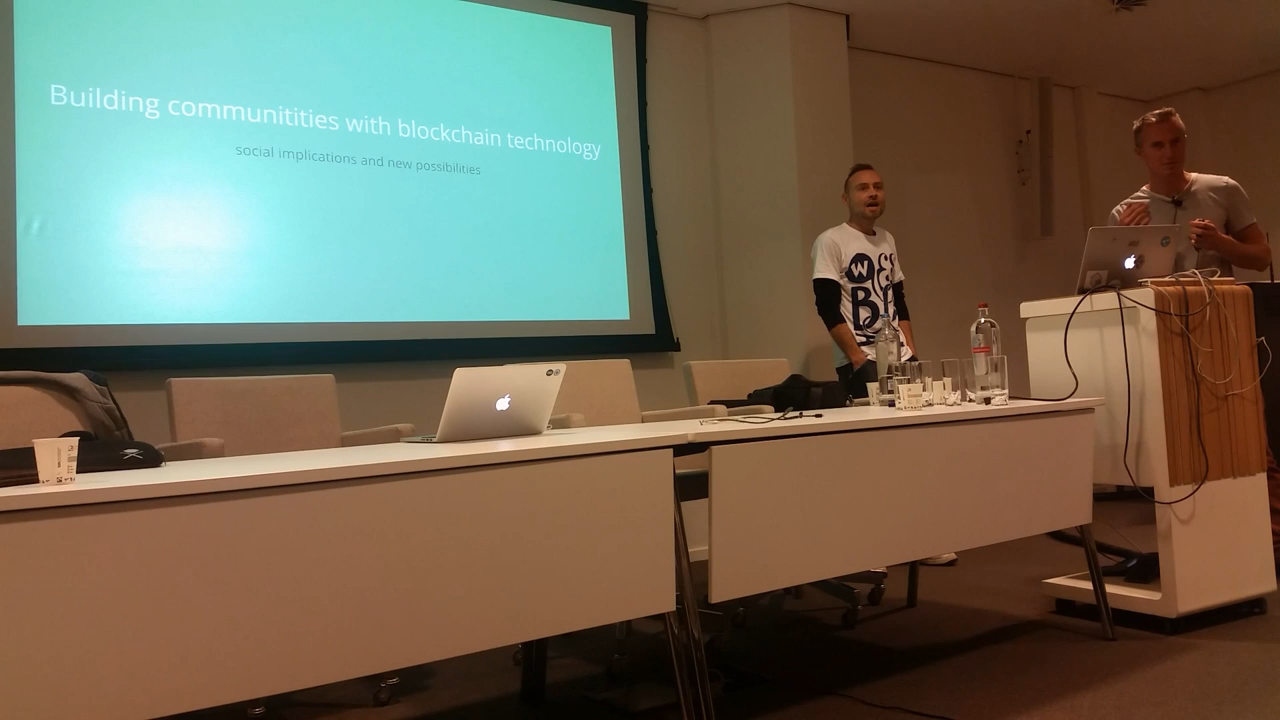 Building communitities with blockchain technology
social implications and new possibilities
W&
B